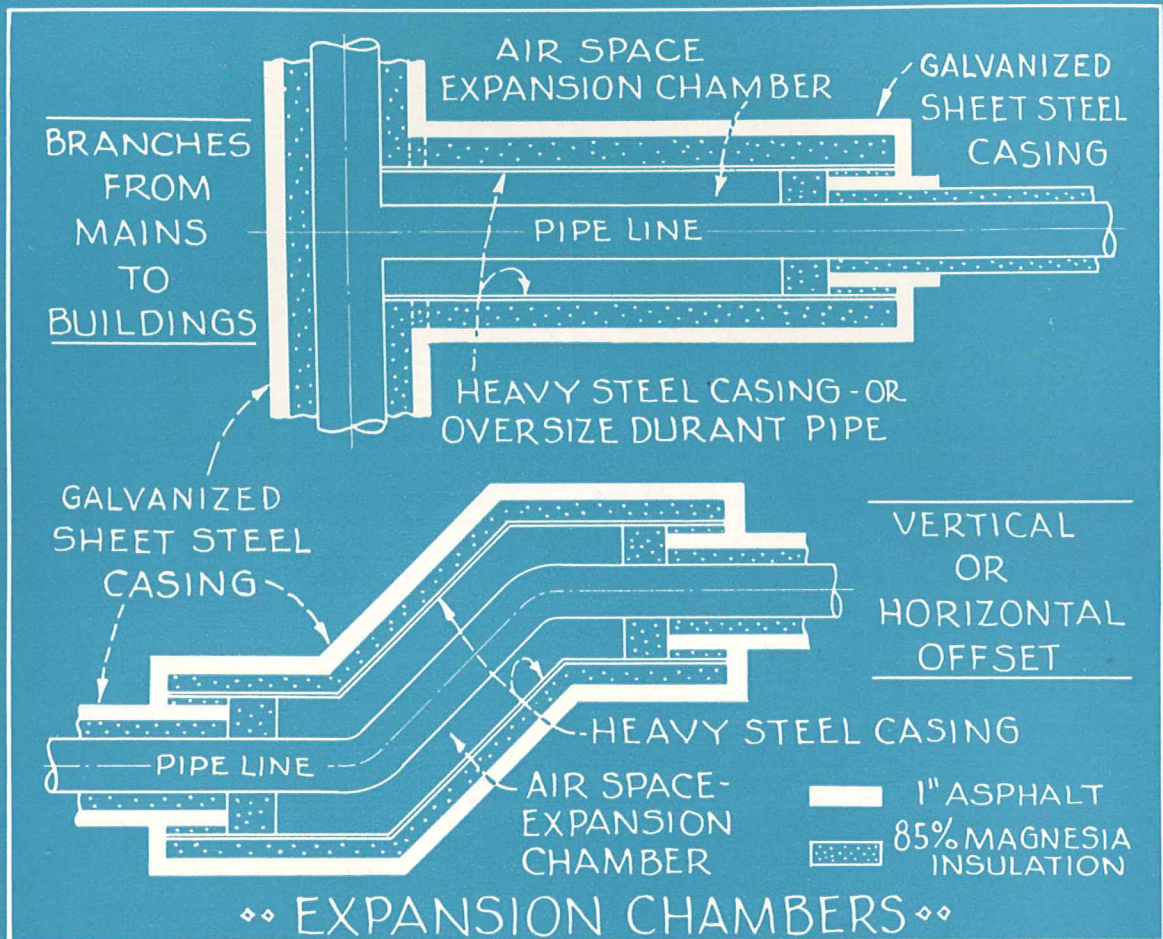 AIR SPACE
EXPANSION CHAMBER
GALVANIZED
SHEET STEEL
CASING
BRANCHES
FROM
MAINS
TO
BUILDINGS
PIPE LINE
HEAVY STEEL CASING - OR
OVERSIZE DURANT PIPE
GALVANIZED
SHEET STEEL
CASING
VERTICAL
OR
HORIZONTAL
OFFSET
HEAVY STEEL CASING
PIPE LINE
AIR SPACE-
EXPANSION
CHAMBER
1" ASPHALT
85% MAGNESIA
INSULATION
EXPANSION CHAMBERS